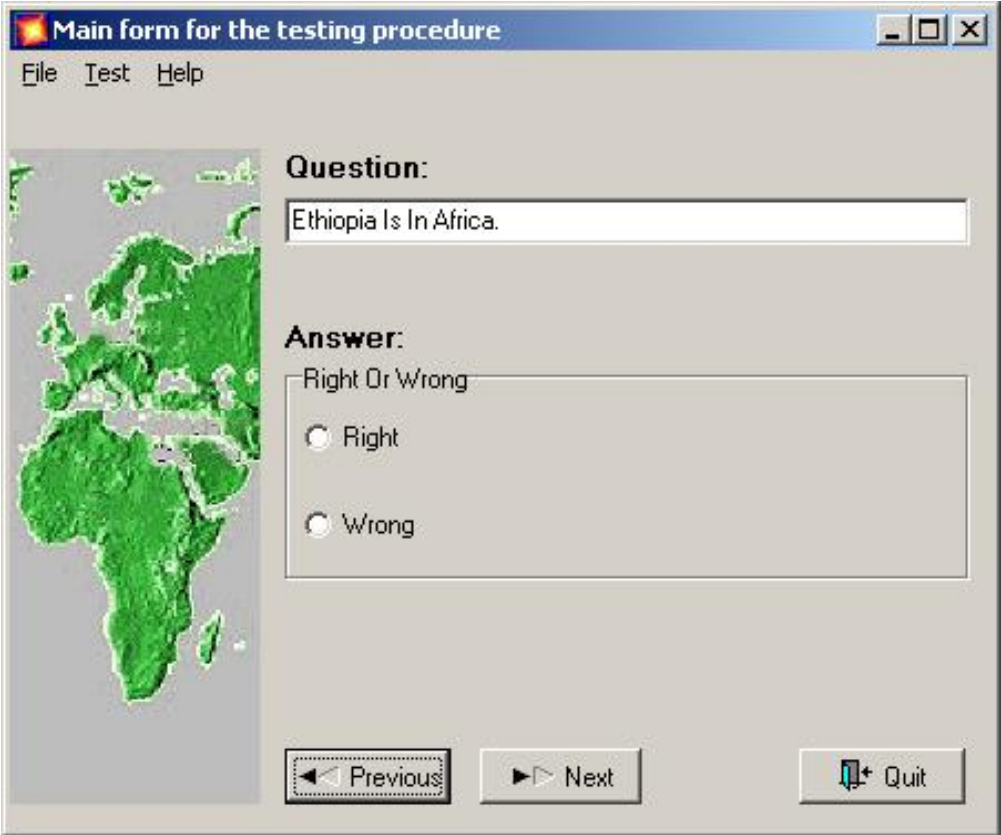 Main form for the testing procedure
File Test Help
Question:
Ethiopia Is In Africa.
Answer:
Right Or Wrong
Right
Wrong
Previous Next Quit